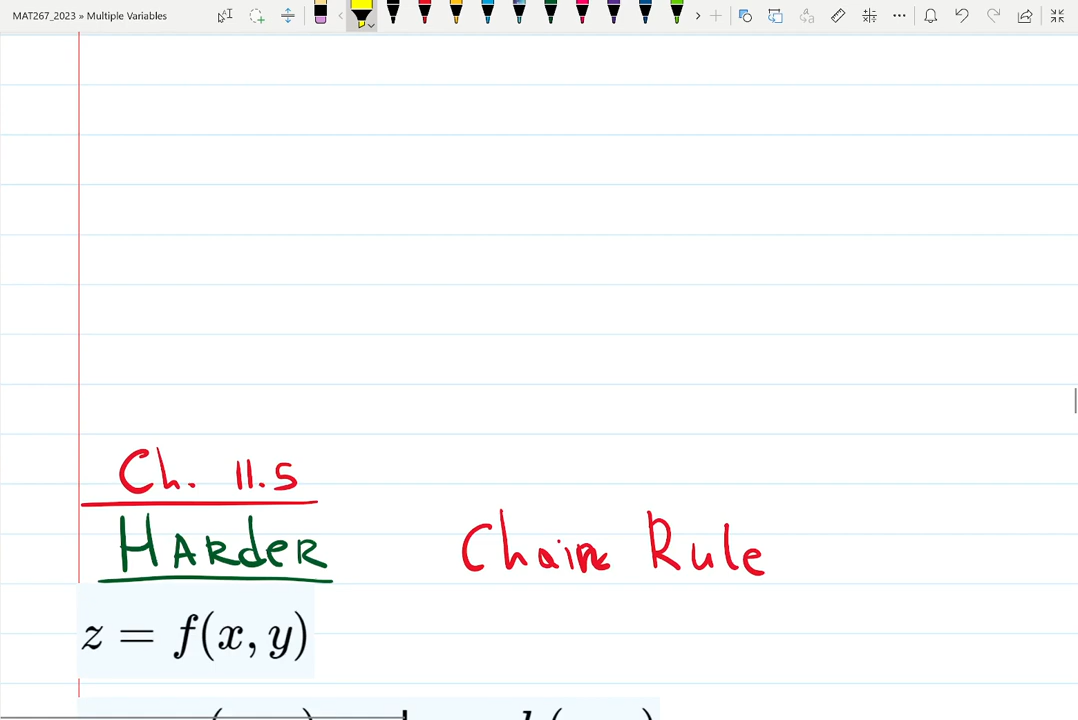 MAT267_2023 » Multiple Variables
Ch. 11.5
HARdeR
Chain Rule
z = f(x, y)